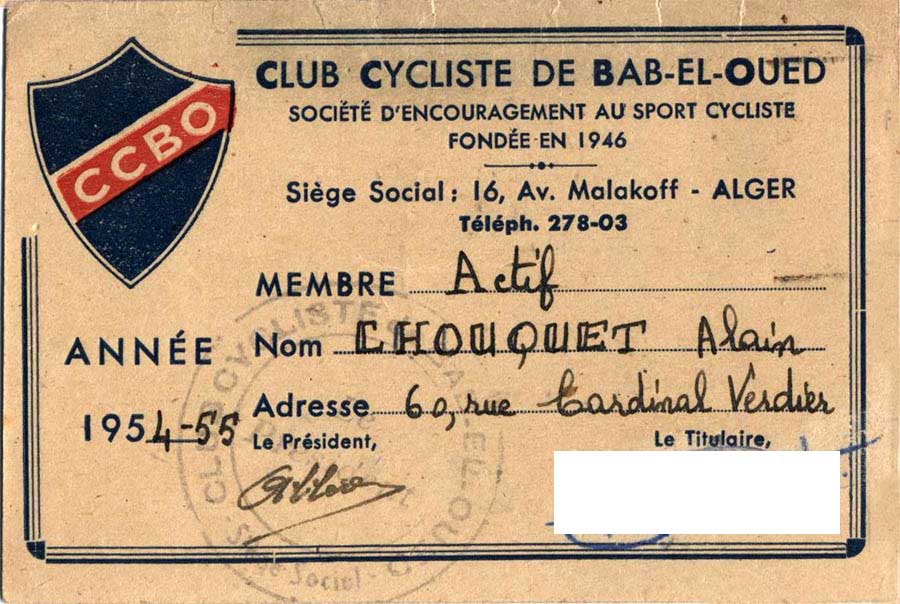 CCBO
CLUB CYCLISTE DE BAB-EL-OUED
SOCIÉTÉ D'ENCOURAGEMENT AU SPORT CYCLISTE
FONDÉE EN 1946
Siège Social : 16, Av. Malakoff - ALGER
Téléph. 278-03
MEMBRE Actif
ANNÉE
Nom CHOUQUET Alain
1954-55
Adresse 60, rue Cardinal Verdier
Le Président,
Le Titulaire,